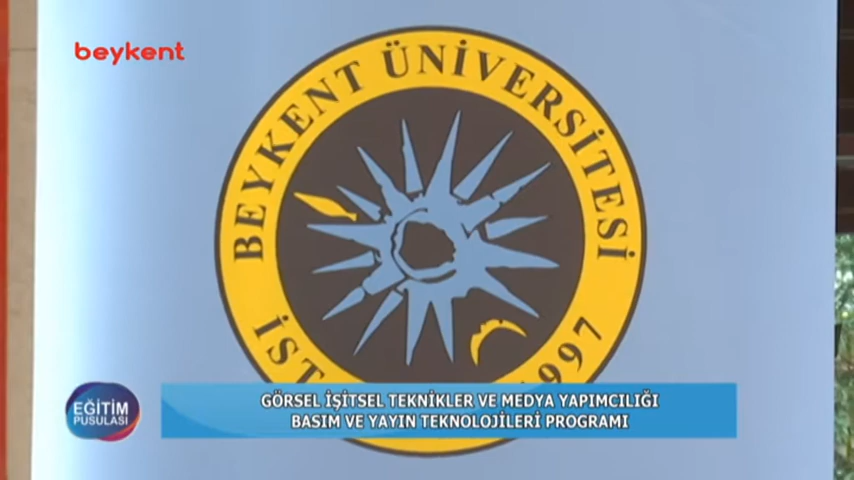 beykent
BEYKENT ÜNİVERSİTESİ
1997
EĞİTİM
PUSULASI
GÖRSEL İŞİTSEL TEKNİKLER VE MEDYA YAPIMCILIĞI
BASIM VE YAYIN TEKNOLOJİLERİ PROGRAMI